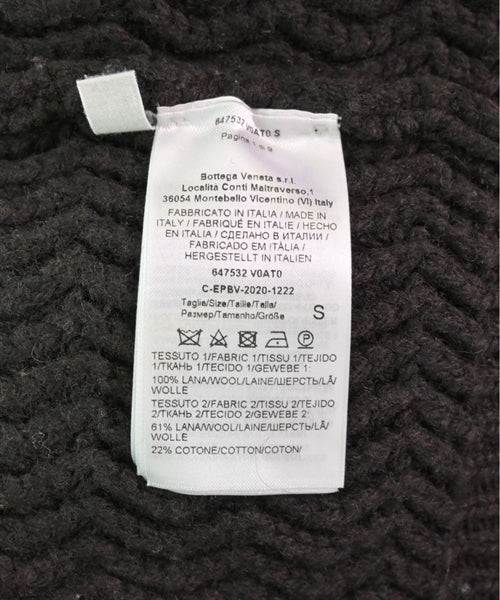 647532 V0AT0 S
Pagina 1 di
Bottega Veneta s.r.l.
Località Conti Maltraverso,1
36054 Montebello Vicentino (VI) Italy
FABBRICATO IN ITALIA / MADE IN
ITALY / FABRIQUÉ EN ITALIE / HECHO
EN ITALIA / СДЕЛАНО В ИТАЛИИ /
FABRICADO EM ITÁLIA /
HERGESTELLT IN ITALIEN
647532 V0AT0
C-EPBV-2020-1222
Taglia/Size/Taille/Talla/
Размер/Tamanho/Größe S
P
TESSUTO 1/FABRIC 1/TISSU 1/TEJIDO
1/ТКАНЬ 1/TECIDO 1/GEWEBE 1:
100% LANA/WOOL/LAINE/ШЕРСТЬ/LÃ/
WOLLE
TESSUTO 2/FABRIC 2/TISSU 2/TEJIDO
2/ТКАНЬ 2/TECIDO 2/GEWEBE 2:
61% LANA/WOOL/LAINE/ШЕРСТЬ/LÃ/
WOLLE
22% COTONE/COTTON/COTON/